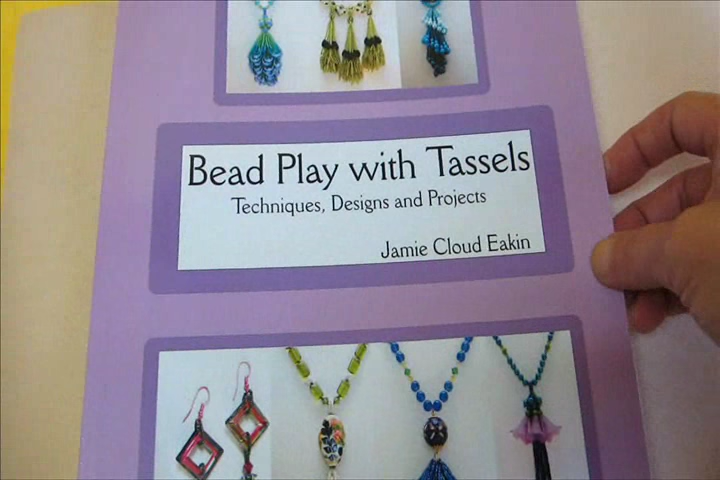 Bead Play with Tassels
Techniques, Designs and Projects
Jamie Cloud Eakin